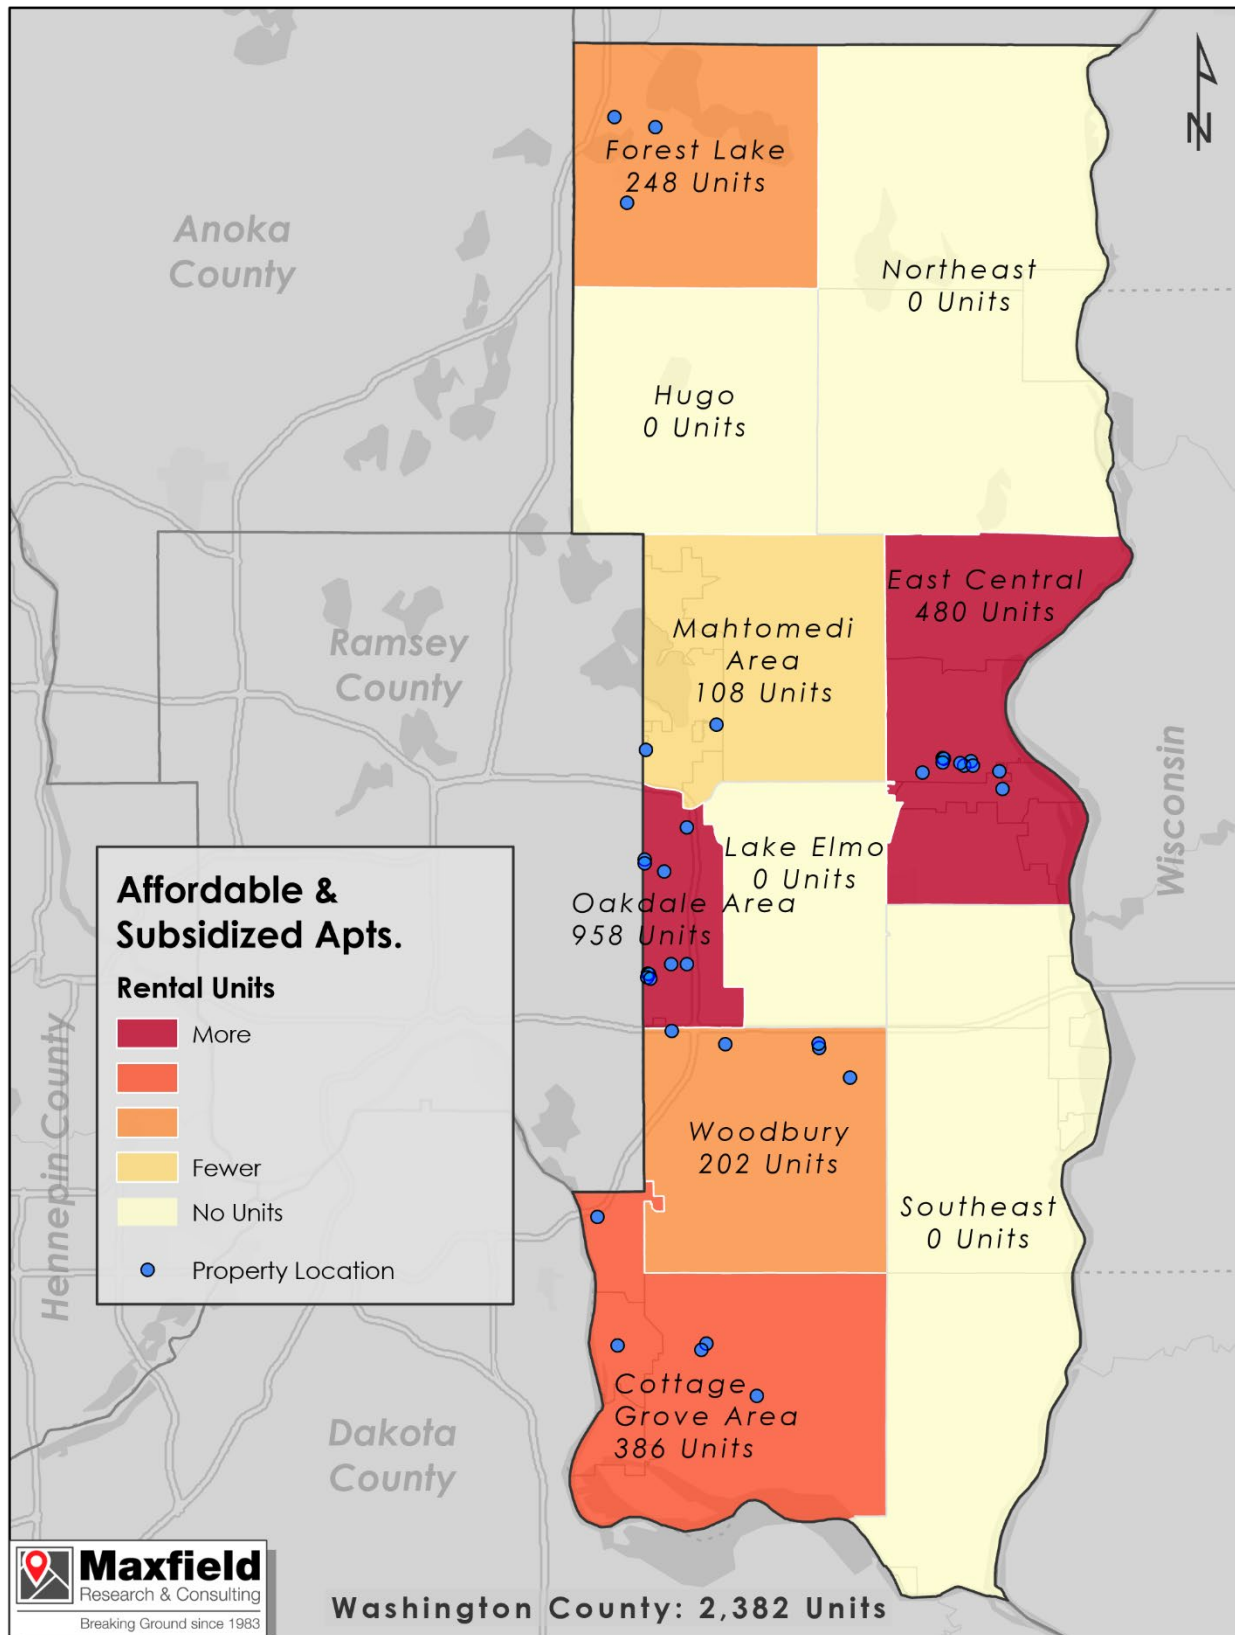 N
Forest Lake
248 Units
Anoka
County
Northeast
0 Units
Hugo
0 Units
East Central
480 Units
Ramsey
County
Mahtomedi
Area
108 Units
Wisconsin
Lake Elmo
0 Units
Oakdale Area
958 Units
Affordable &
Subsidized Apts.
Rental Units
More
Fewer
No Units
Property Location
Hennepin County
Woodbury
202 Units
Southeast
0 Units
Cottage
Grove Area
386 Units
Dakota
County
Maxfield
Research & Consulting
Breaking Ground since 1983
Washington County: 2,382 Units